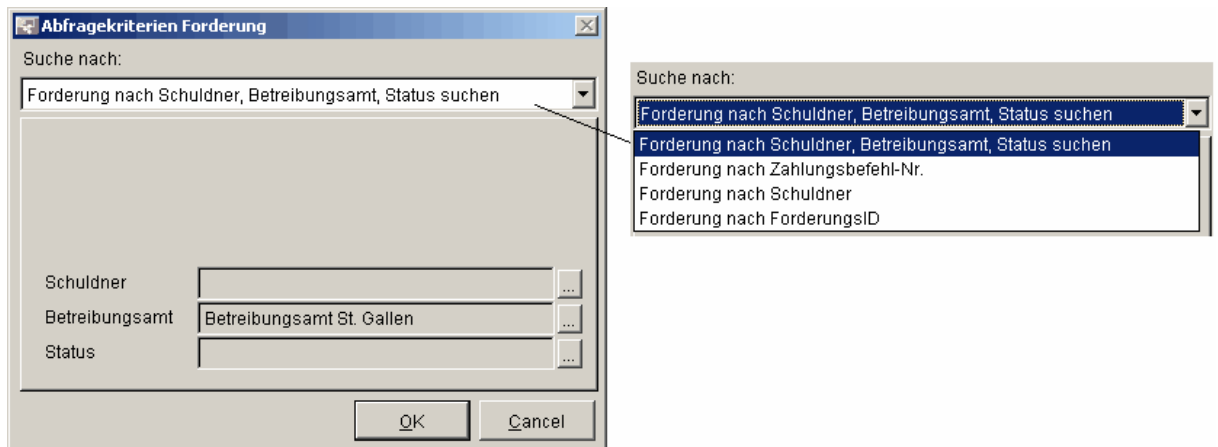 Abfragekriterien Forderung
Suche nach:
Forderung nach Schuldner, Betreibungsamt, Status suchen
Schuldner
...
Betreibungsamt
Betreibungsamt St. Gallen
...
Status
...
OK
Cancel
Suche nach:
Forderung nach Schuldner, Betreibungsamt, Status suchen
Forderung nach Schuldner, Betreibungsamt, Status suchen
Forderung nach Zahlungsbefehl-Nr.
Forderung nach Schuldner
Forderung nach ForderungsID